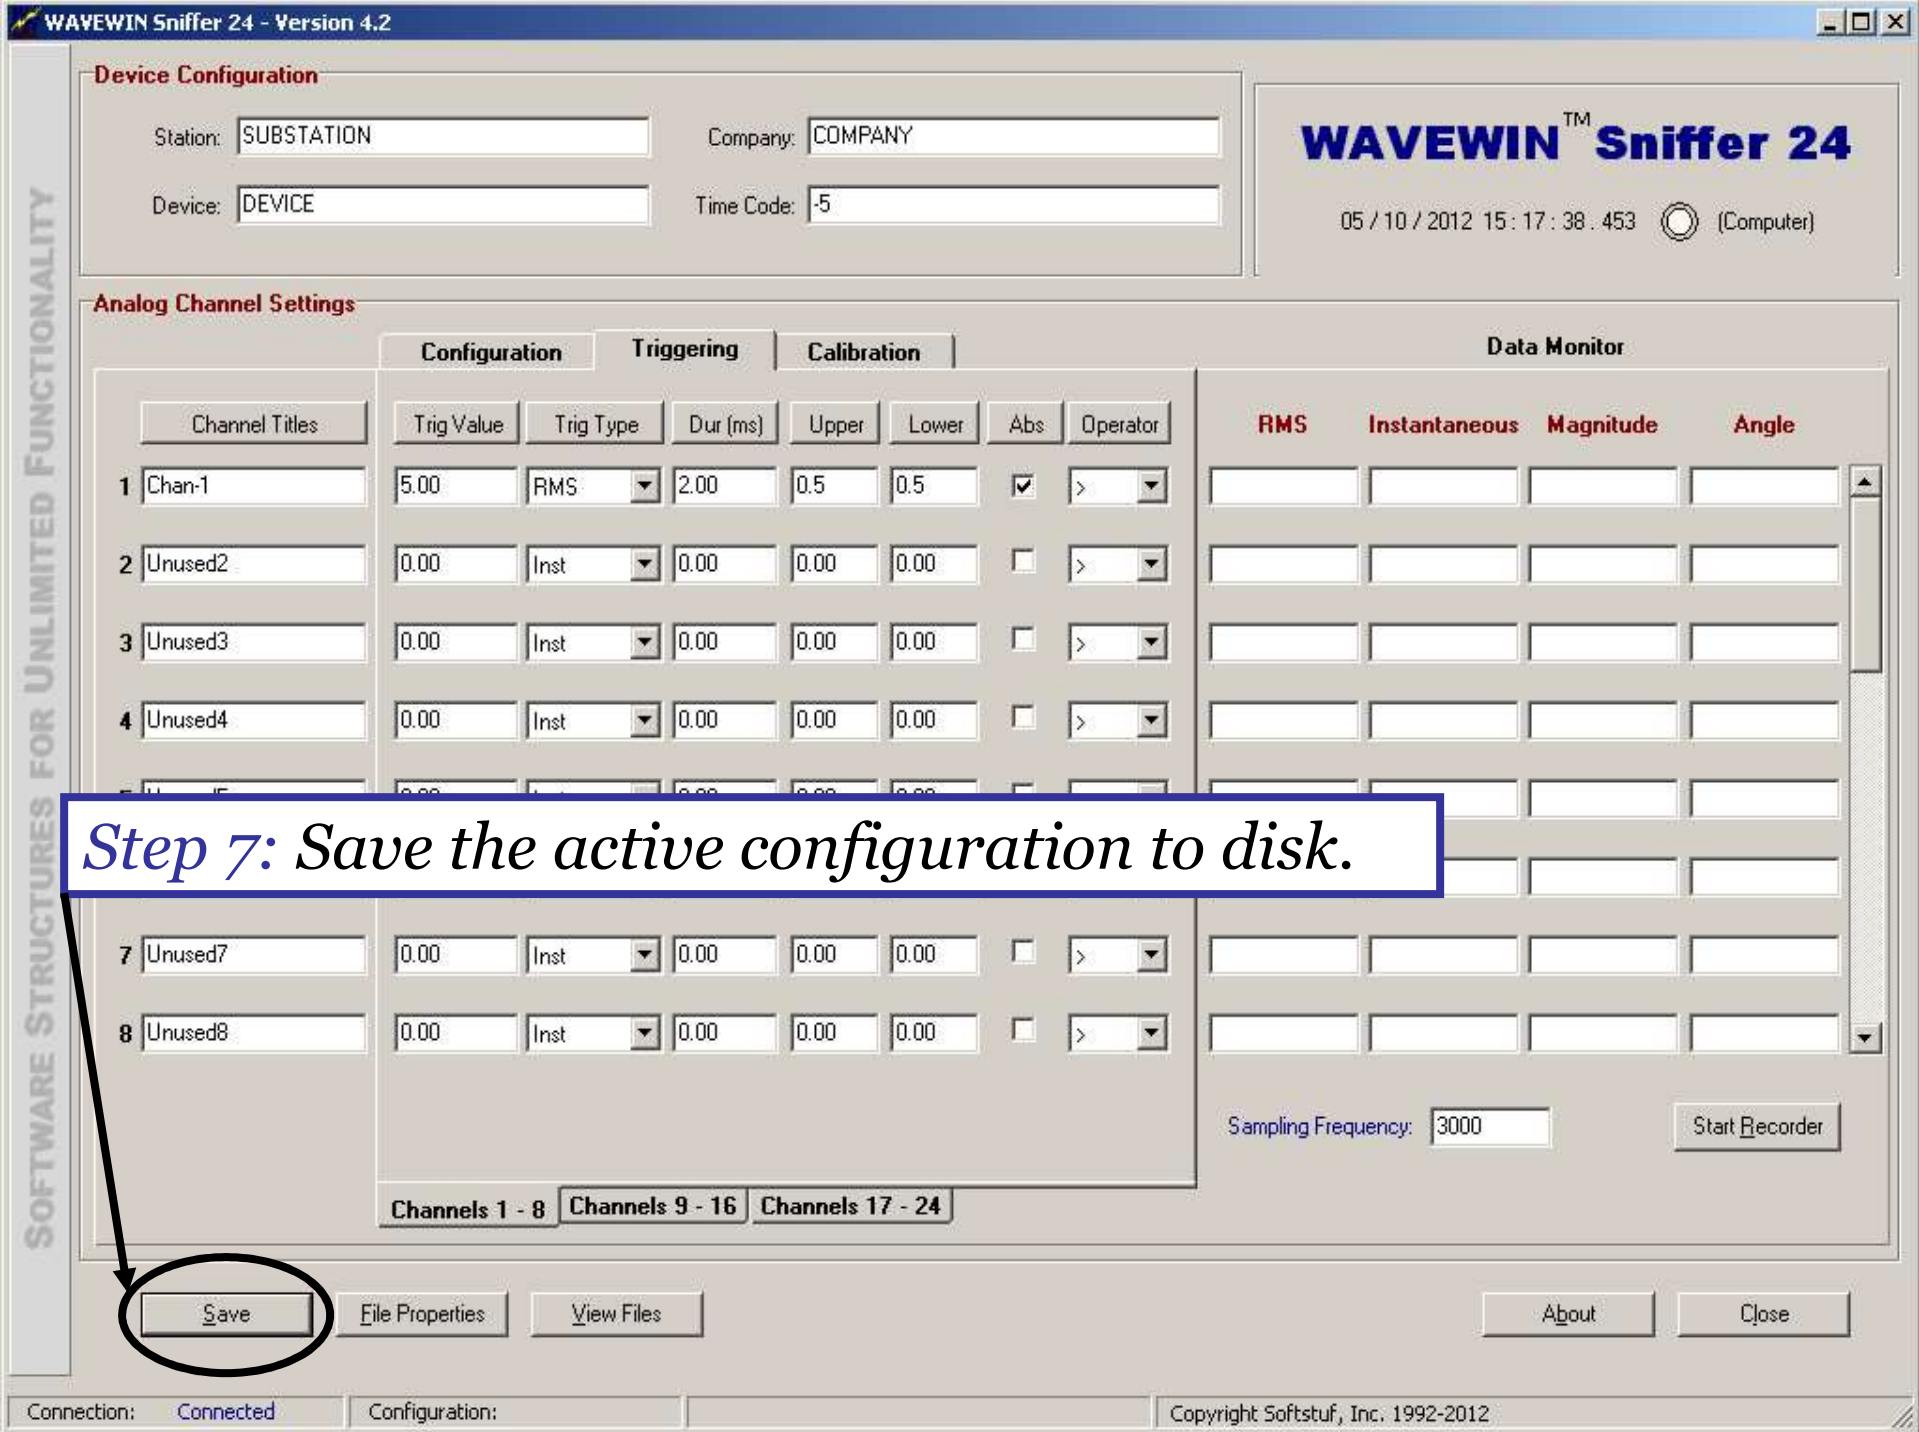 WAVEWIN Sniffer 24 - Version 4.2
Device Configuration
Station: SUBSTATION Company: COMPANY
Device: DEVICE Time Code: -5
WAVEWIN™ Sniffer 24
05 / 10 / 2012 15 : 17 : 38 . 453 (Computer)
SOFTWARE STRUCTURES FOR UNLIMITED FUNCTIONALITY
Analog Channel Settings
Configuration Triggering Calibration Data Monitor
Channel Titles Trig Value Trig Type Dur (ms) Upper Lower Abs Operator RMS Instantaneous Magnitude Angle
1 Chan-1 5.00 RMS 2.00 0.5 0.5 >
2 Unused2 0.00 Inst 0.00 0.00 0.00 >
3 Unused3 0.00 Inst 0.00 0.00 0.00 >
4 Unused4 0.00 Inst 0.00 0.00 0.00 >
Step 7: Save the active configuration to disk.
7 Unused7 0.00 Inst 0.00 0.00 0.00 >
8 Unused8 0.00 Inst 0.00 0.00 0.00 >
Sampling Frequency: 3000 Start Recorder
Channels 1 - 8 Channels 9 - 16 Channels 17 - 24
Save File Properties View Files About Close
Connection: Connected Configuration: Copyright Softstuf, Inc. 1992-2012